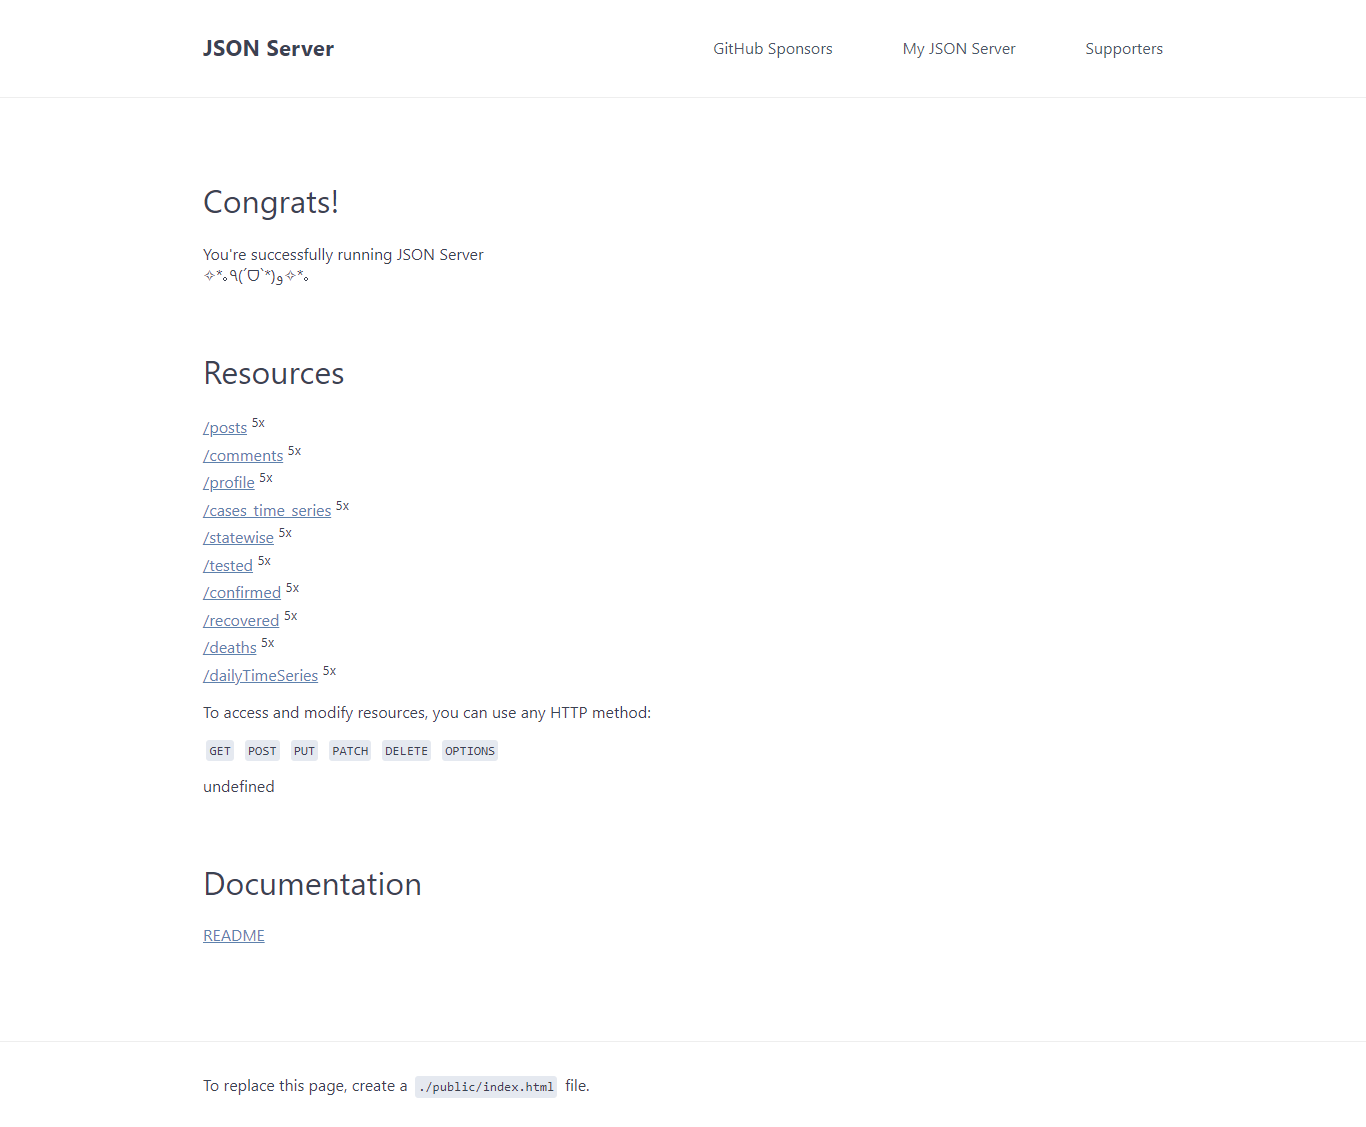 JSON Server
GitHub Sponsors
My JSON Server
Supporters
Congrats!
You're successfully running JSON Server
✧*｡٩(ˊᗜˋ*)و✧*｡
Resources
/posts 5x
/comments 5x
/profile 5x
/cases_time_series 5x
/statewise 5x
/tested 5x
/confirmed 5x
/recovered 5x
/deaths 5x
/dailyTimeSeries 5x
To access and modify resources, you can use any HTTP method:
GET POST PUT PATCH DELETE OPTIONS
undefined
Documentation
README
To replace this page, create a ./public/index.html file.